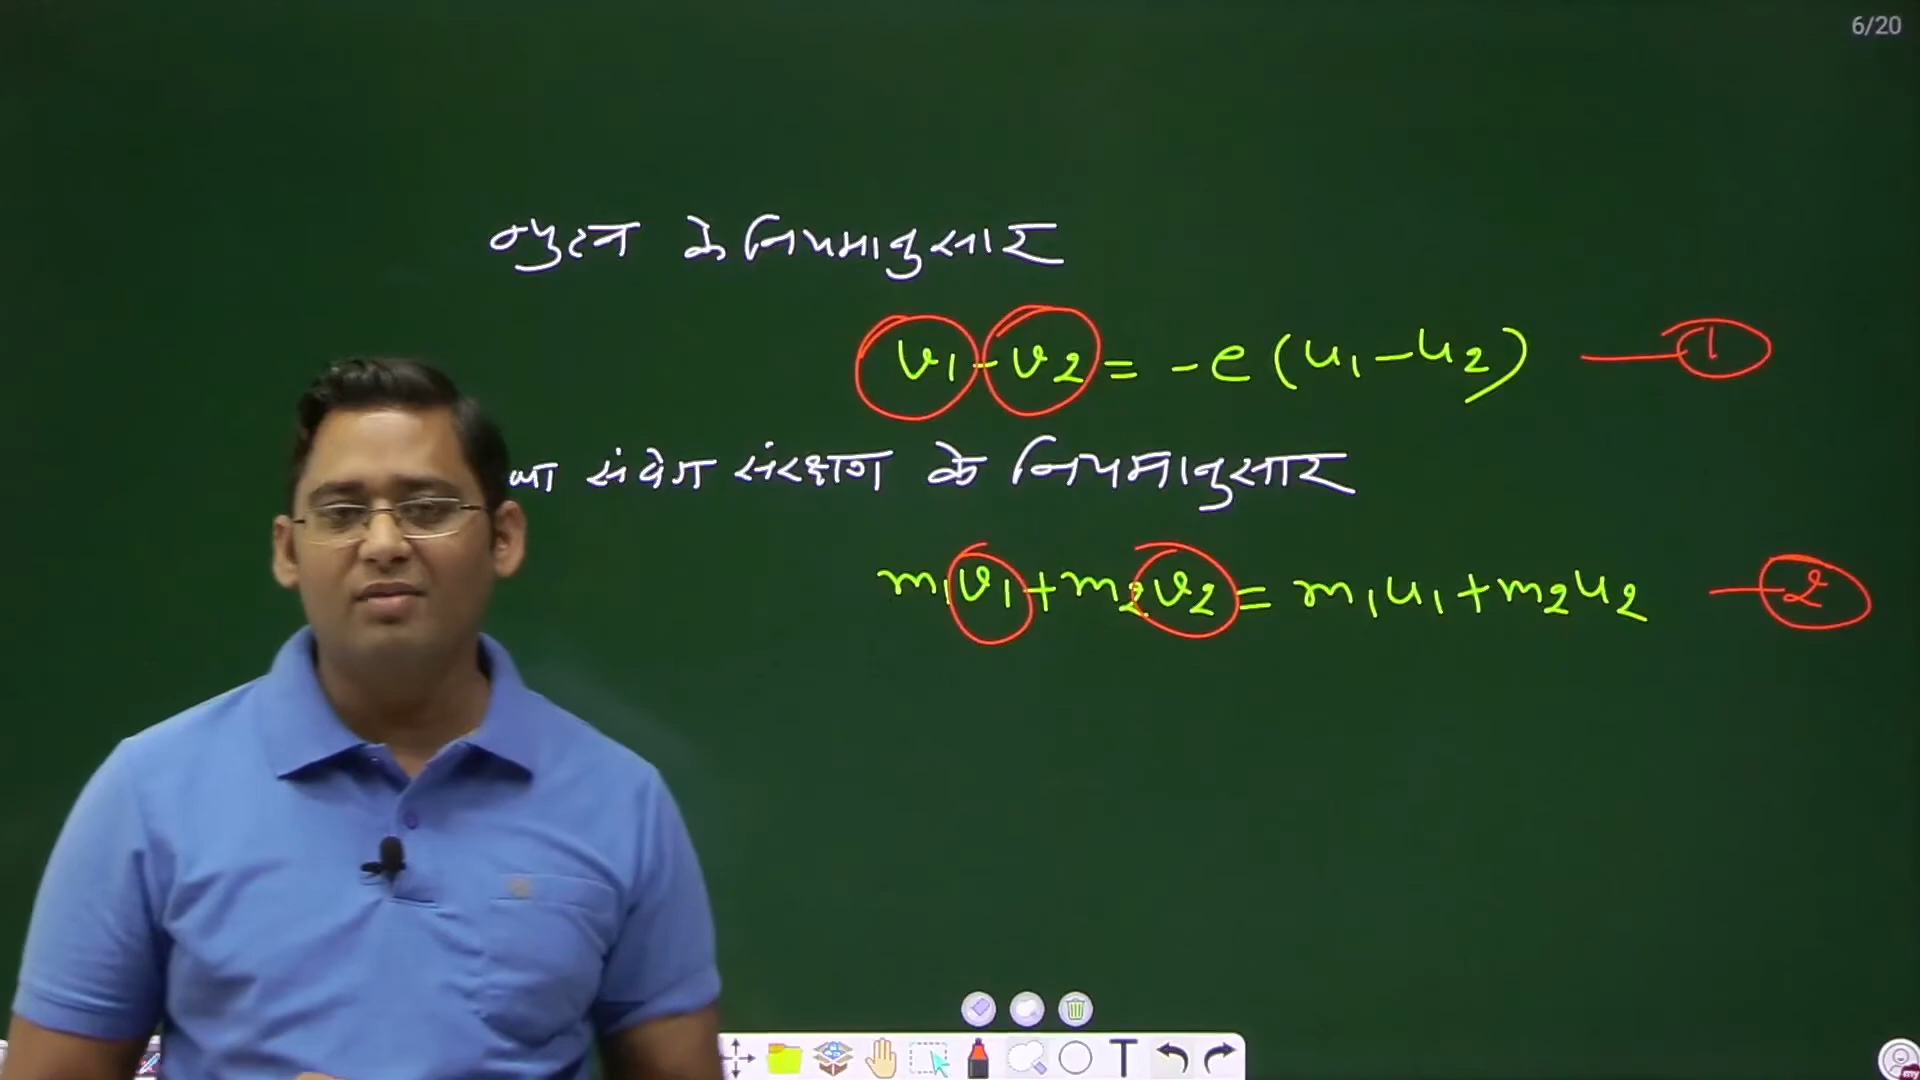 6/20
न्युटन के नियमानुसार
v1 - v2 = -e (u1 - u2) — 1
संवेग संरक्षण के नियमानुसार
m1v1 + m2v2 = m1u1 + m2u2 — 2
T